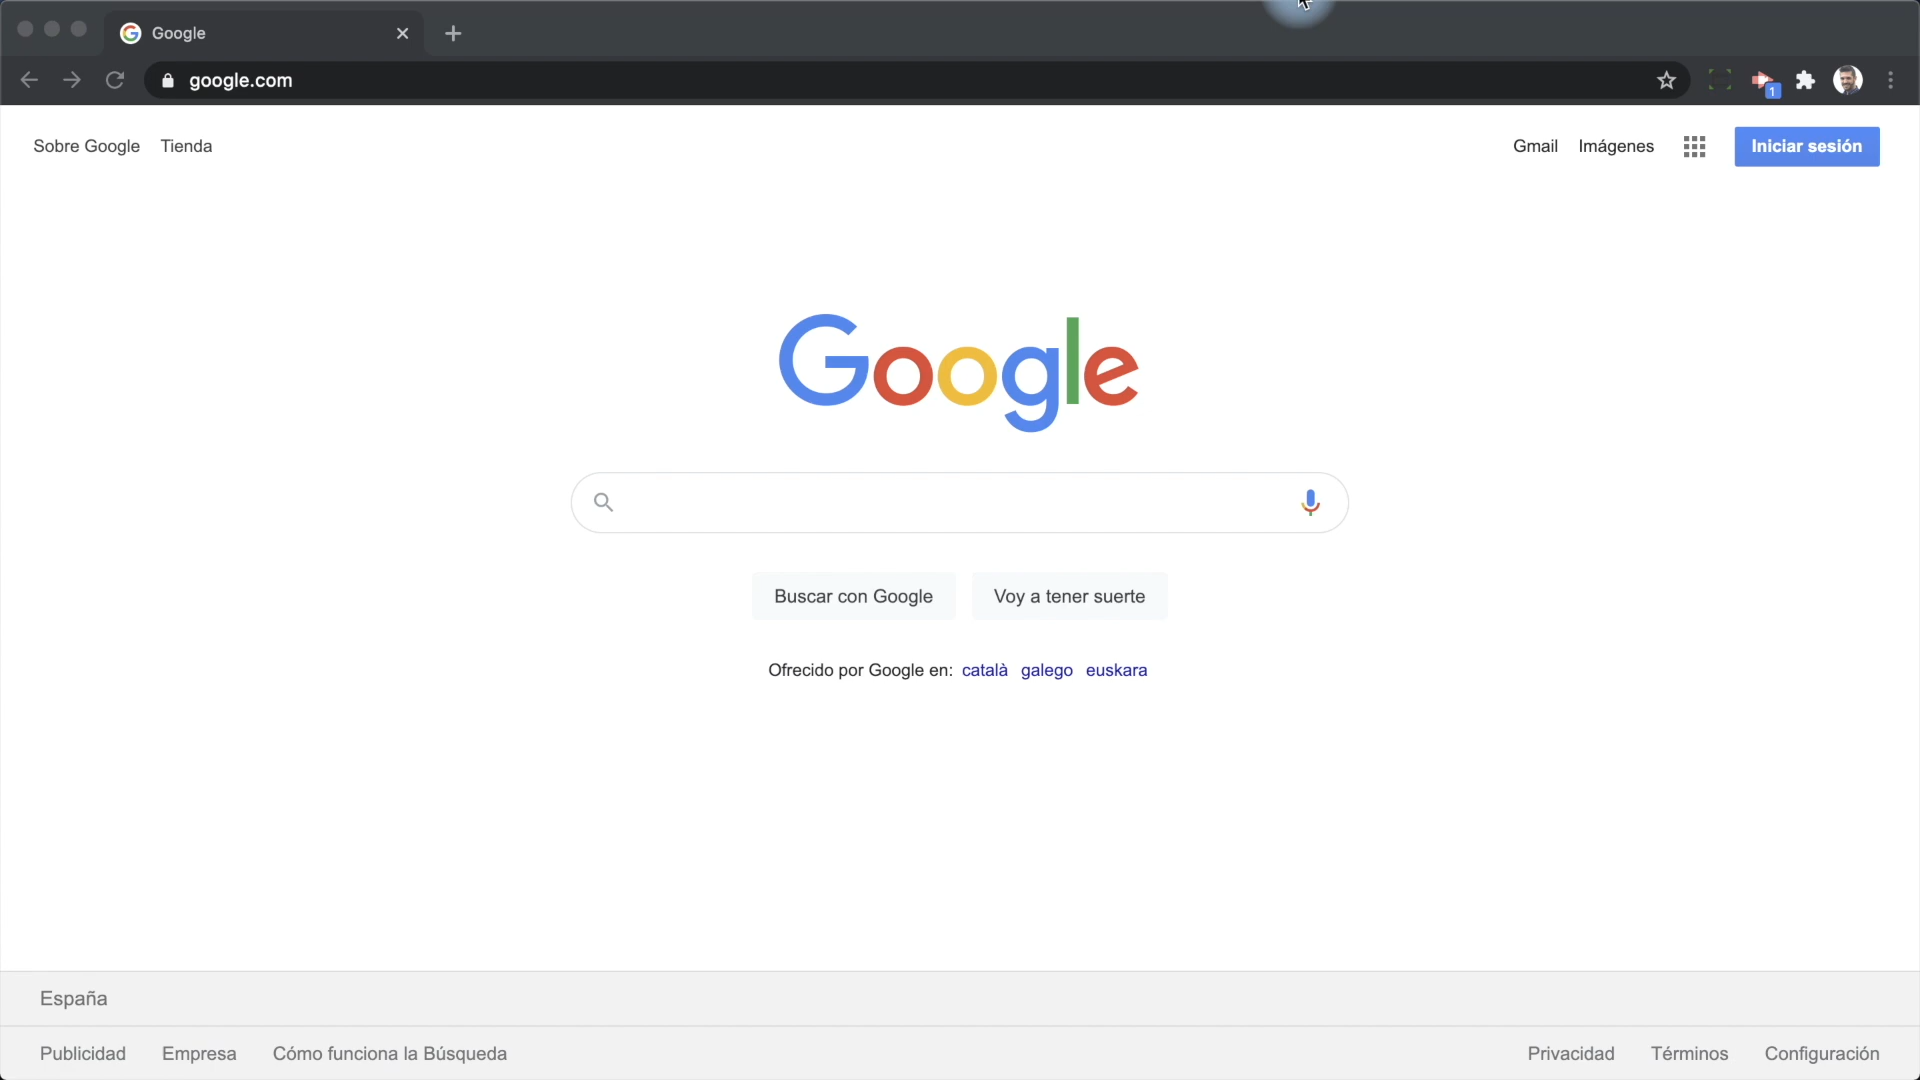 Google
google.com
1
Sobre Google Tienda
Gmail Imágenes Iniciar sesión
Google
Buscar con Google Voy a tener suerte
Ofrecido por Google en: català galego euskara
España
Publicidad Empresa Cómo funciona la Búsqueda
Privacidad Términos Configuración